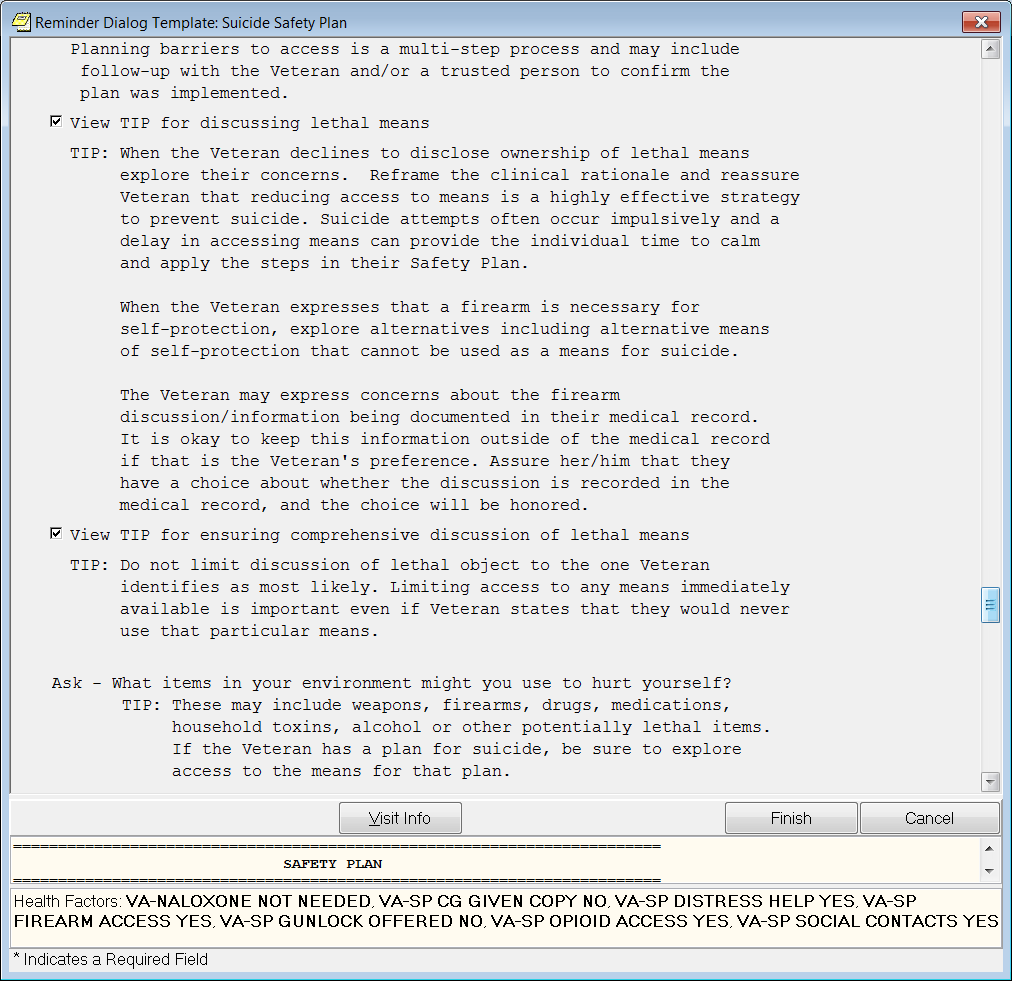 Reminder Dialog Template: Suicide Safety Plan
Planning barriers to access is a multi-step process and may include
follow-up with the Veteran and/or a trusted person to confirm the
plan was implemented.
View TIP for discussing lethal means
TIP: When the Veteran declines to disclose ownership of lethal means
explore their concerns.  Reframe the clinical rationale and reassure
Veteran that reducing access to means is a highly effective strategy
to prevent suicide. Suicide attempts often occur impulsively and a
delay in accessing means can provide the individual time to calm
and apply the steps in their Safety Plan.
When the Veteran expresses that a firearm is necessary for
self-protection, explore alternatives including alternative means
of self-protection that cannot be used as a means for suicide.
The Veteran may express concerns about the firearm
discussion/information being documented in their medical record.
It is okay to keep this information outside of the medical record
if that is the Veteran's preference. Assure her/him that they
have a choice about whether the discussion is recorded in the
medical record, and the choice will be honored.
View TIP for ensuring comprehensive discussion of lethal means
TIP: Do not limit discussion of lethal object to the one Veteran
identifies as most likely. Limiting access to any means immediately
available is important even if Veteran states that they would never
use that particular means.
Ask - What items in your environment might you use to hurt yourself?
TIP: These may include weapons, firearms, drugs, medications,
household toxins, alcohol or other potentially lethal items.
If the Veteran has a plan for suicide, be sure to explore
access to the means for that plan.
Visit Info Finish Cancel
========================================================================
SAFETY PLAN
========================================================================
Health Factors: VA-NALOXONE NOT NEEDED, VA-SP CG GIVEN COPY NO, VA-SP DISTRESS HELP YES, VA-SP
FIREARM ACCESS YES, VA-SP GUNLOCK OFFERED NO, VA-SP OPIOID ACCESS YES, VA-SP SOCIAL CONTACTS YES
* Indicates a Required Field